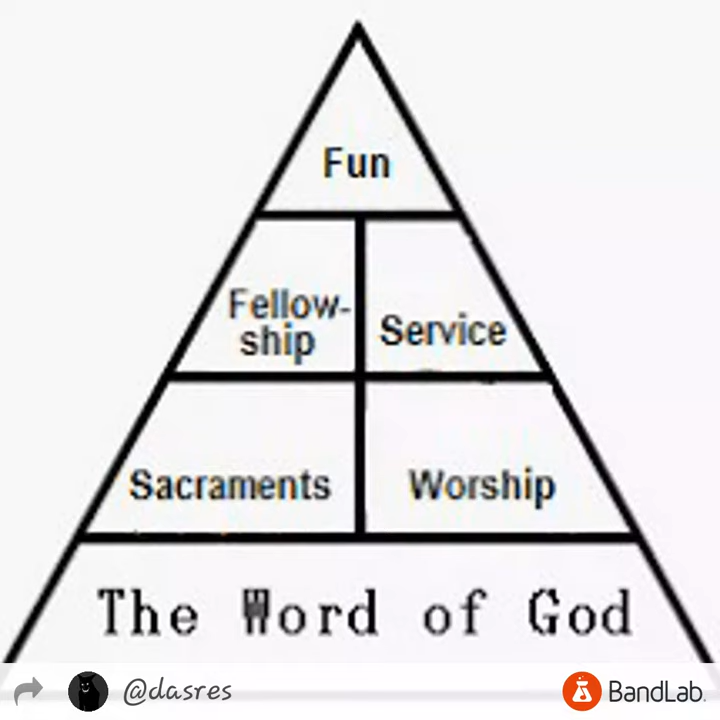 Fun
Fellow-
ship
Service
Sacraments
Worship
The Word of God
@dasres
BandLab.